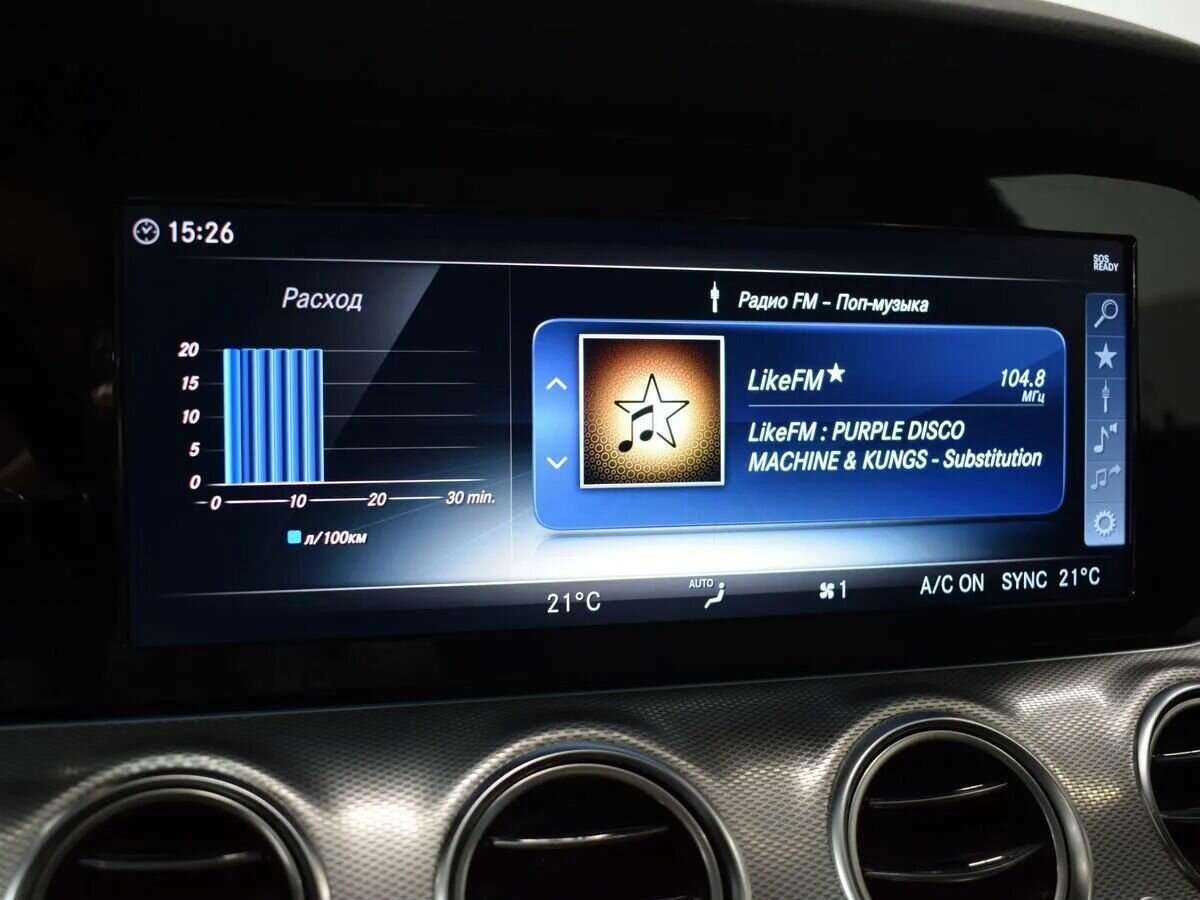 15:26
SOS
READY
Расход
20
15
10
5
0
0 10 20 30 min.
л/100км
Радио FM – Поп-музыка
LikeFM★
104.8
МГц
LikeFM : PURPLE DISCO
MACHINE & KUNGS - Substitution
21°C
AUTO
1
A/C ON
SYNC
21°C